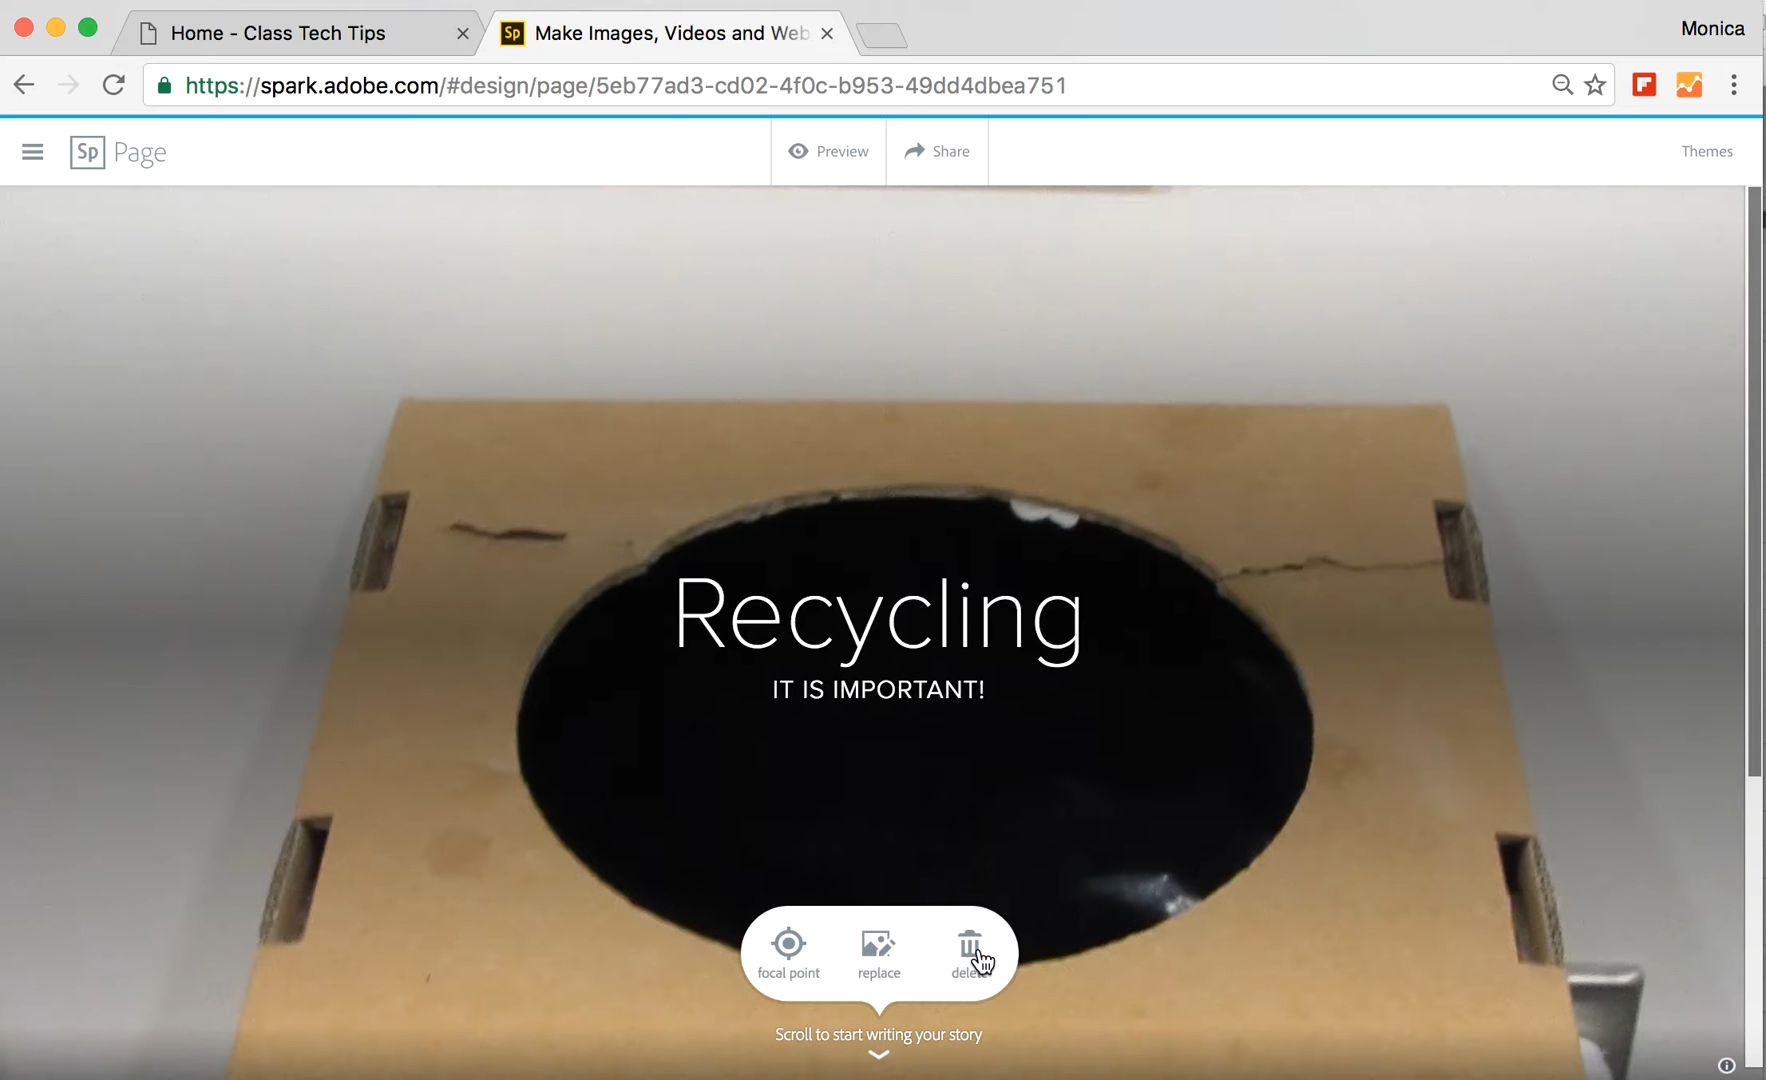 Home - Class Tech Tips
Sp Make Images, Videos and Web
Monica
https://spark.adobe.com/#design/page/5eb77ad3-cd02-4f0c-b953-49dd4dbea751
Sp Page
Preview
Share
Themes
Recycling
IT IS IMPORTANT!
focal point
replace
delete
Scroll to start writing your story